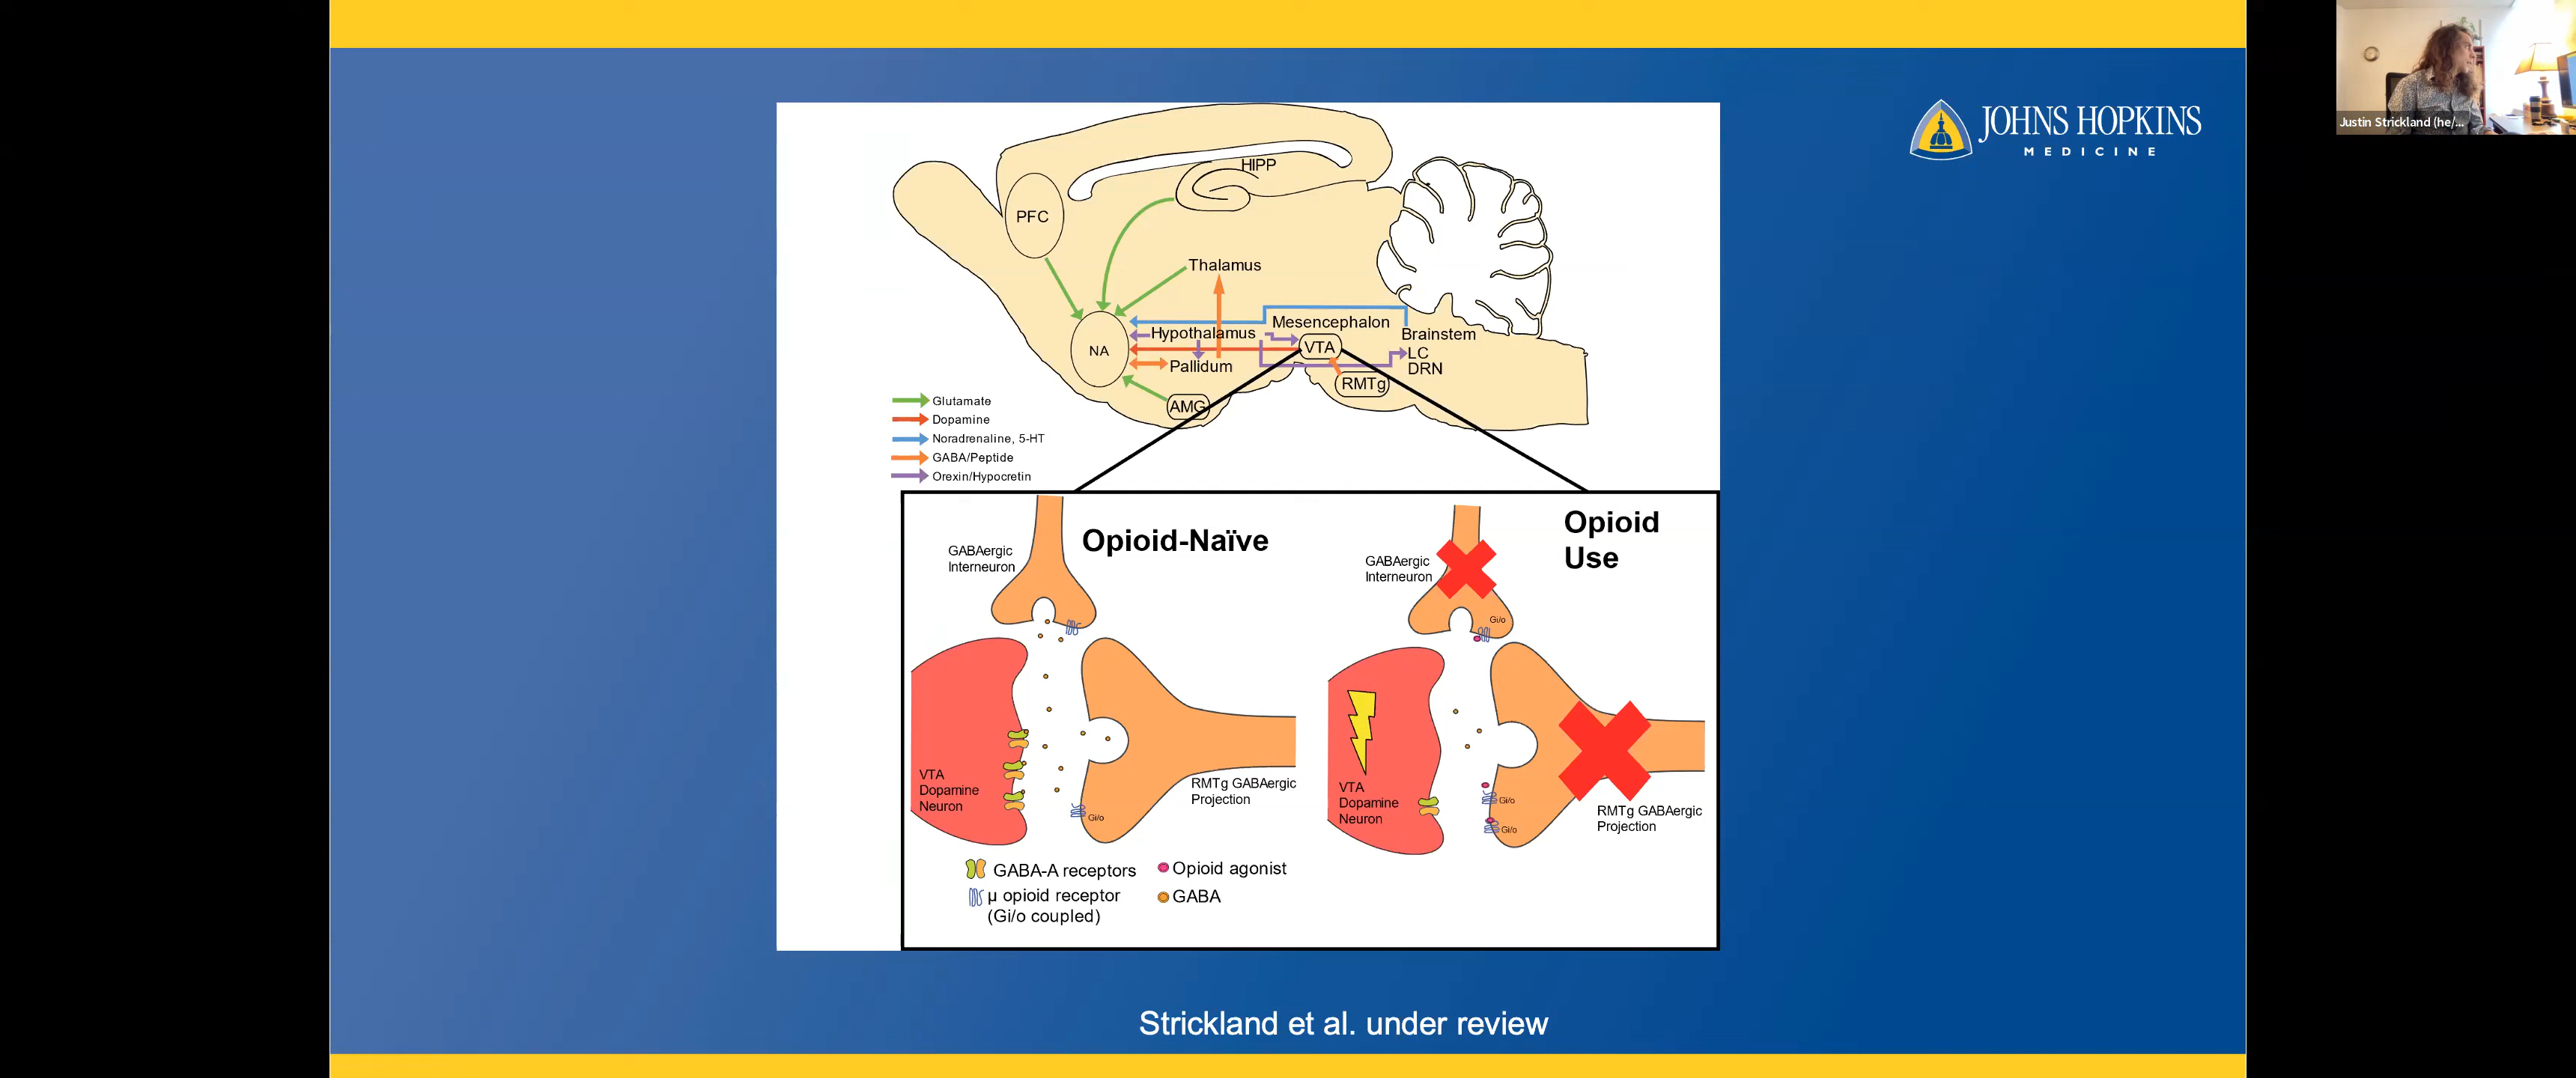 JOHNS HOPKINS
MEDICINE
Justin Strickland (he/...
HIPP
PFC
Thalamus
Mesencephalon
Hypothalamus
Brainstem
VTA
NA
LC
Pallidum
DRN
RMTg
AMG
Glutamate
Dopamine
Noradrenaline, 5-HT
GABA/Peptide
Orexin/Hypocretin
Opioid-Naïve
GABAergic
Interneuron
VTA
Dopamine
Neuron
RMTg GABAergic
Projection
Gi/o
Opioid
Use
GABAergic
Interneuron
Gi/o
VTA
Dopamine
Neuron
Gi/o
Gi/o
RMTg GABAergic
Projection
GABA-A receptors
Opioid agonist
µ opioid receptor
(Gi/o coupled)
GABA
Strickland et al. under review